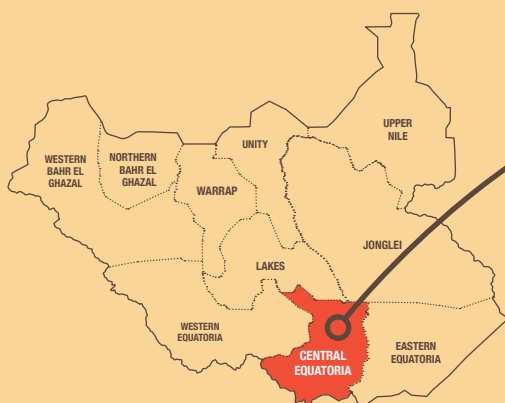 UPPER
NILE
UNITY
WESTERN
BAHR EL
GHAZAL
NORTHERN
BAHR EL
GHAZAL
WARRAP
JONGLEI
LAKES
WESTERN
EQUATORIA
CENTRAL
EQUATORIA
EASTERN
EQUATORIA